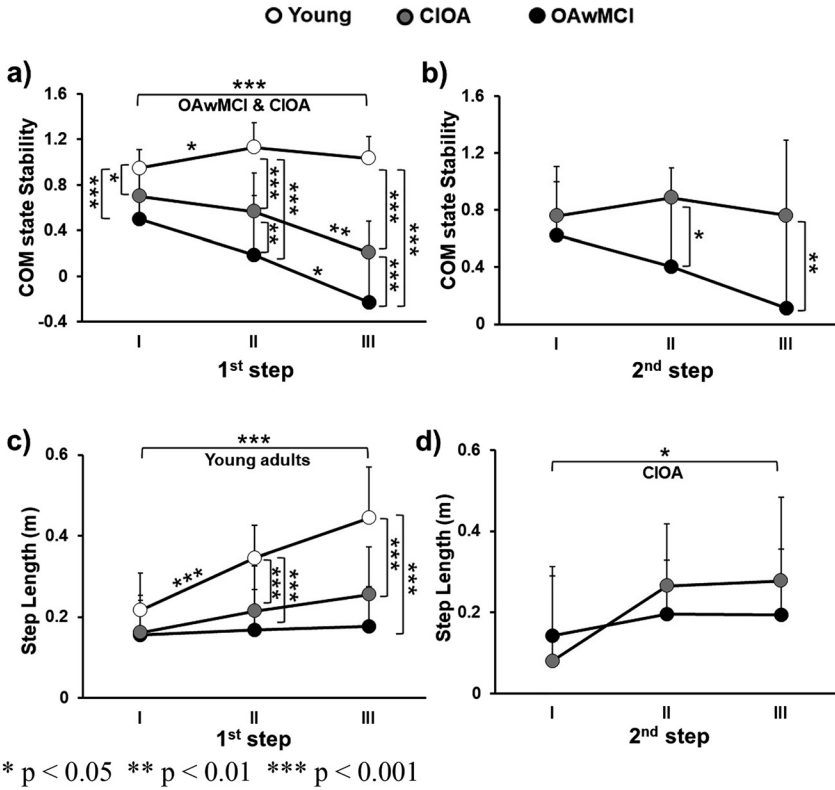 Young CIOA OAwMCI
a)
***
OAwMCI & CIOA
COM state Stability
1.6
1.2
0.8
0.4
0
-0.4
*
***
*
***
***
**
**
*
***
***
***
I II III
1st step
b)
COM state Stability
1.6
1.2
0.8
0.4
0
*
**
I II III
2nd step
c)
***
Young adults
Step Length (m)
0.6
0.4
0.2
0
***
***
***
***
***
I II III
1st step
d)
*
CIOA
Step Length (m)
0.6
0.4
0.2
0
I II III
2nd step
* p < 0.05 ** p < 0.01 *** p < 0.001